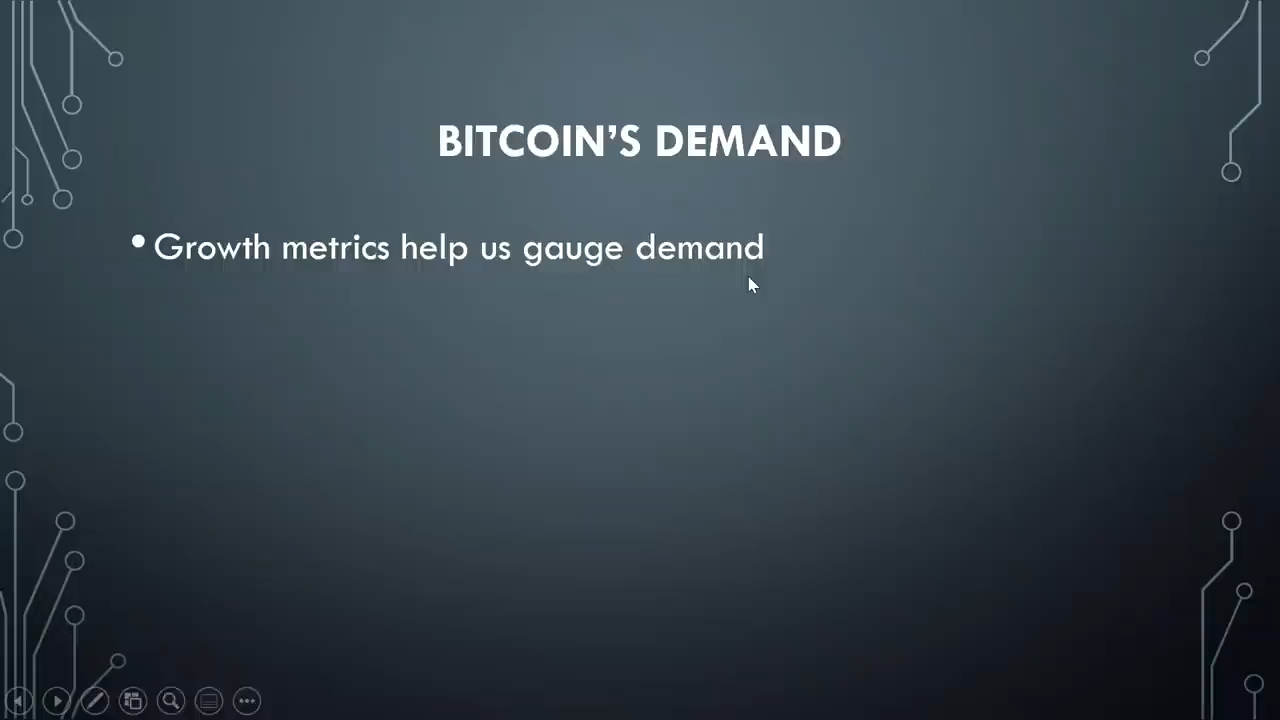 BITCOIN’S DEMAND
• Growth metrics help us gauge demand